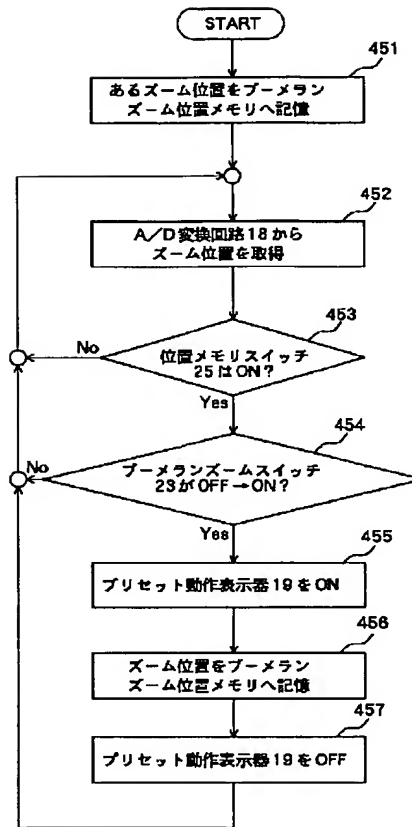 START
451
あるズーム位置をブーメラン
ズーム位置メモリへ記憶
452
A/D変換回路18から
ズーム位置を取得
453
No
位置メモリスイッチ
25はON?
Yes
454
No
ブーメランズームスイッチ
23がOFF→ON?
Yes
455
プリセット動作表示器19をON
456
ズーム位置をブーメラン
ズーム位置メモリへ記憶
457
プリセット動作表示器19をOFF